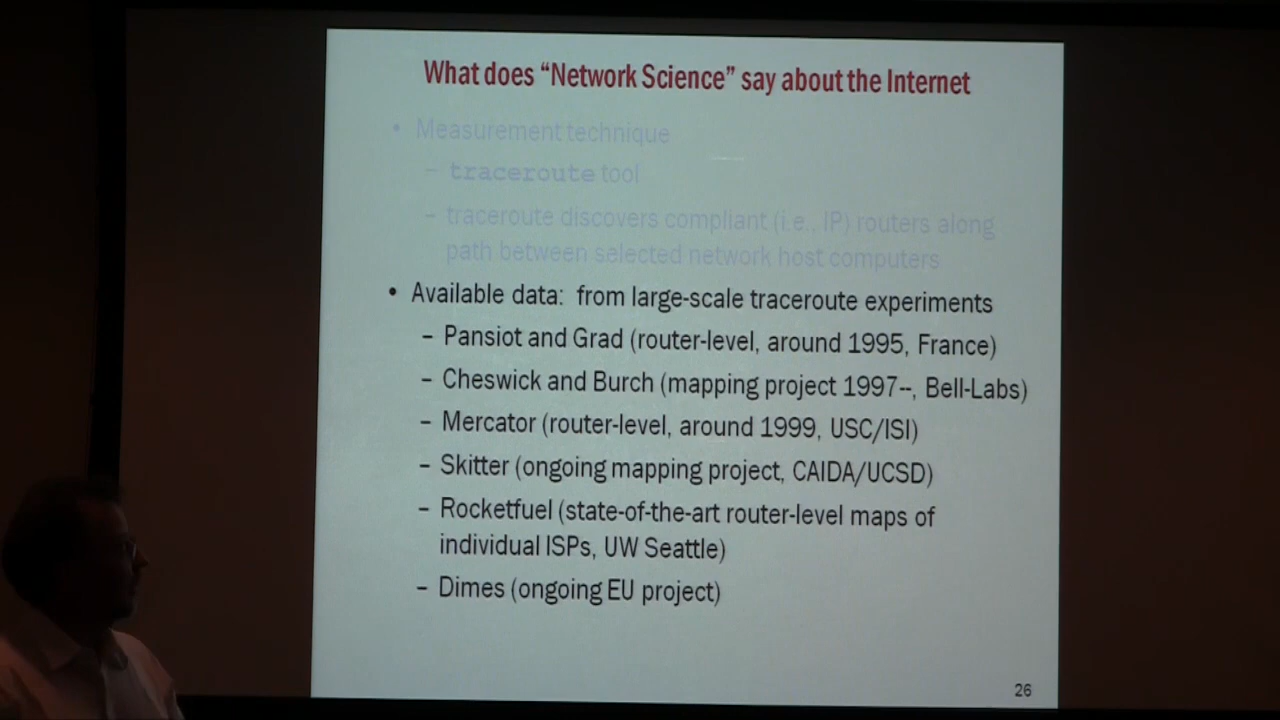 What does “Network Science” say about the Internet
• Measurement technique
– traceroute tool
– traceroute discovers compliant (i.e., IP) routers along
path between selected network host computers
• Available data: from large-scale traceroute experiments
– Pansiot and Grad (router-level, around 1995, France)
– Cheswick and Burch (mapping project 1997--, Bell-Labs)
– Mercator (router-level, around 1999, USC/ISI)
– Skitter (ongoing mapping project, CAIDA/UCSD)
– Rocketfuel (state-of-the-art router-level maps of
individual ISPs, UW Seattle)
– Dimes (ongoing EU project)
26